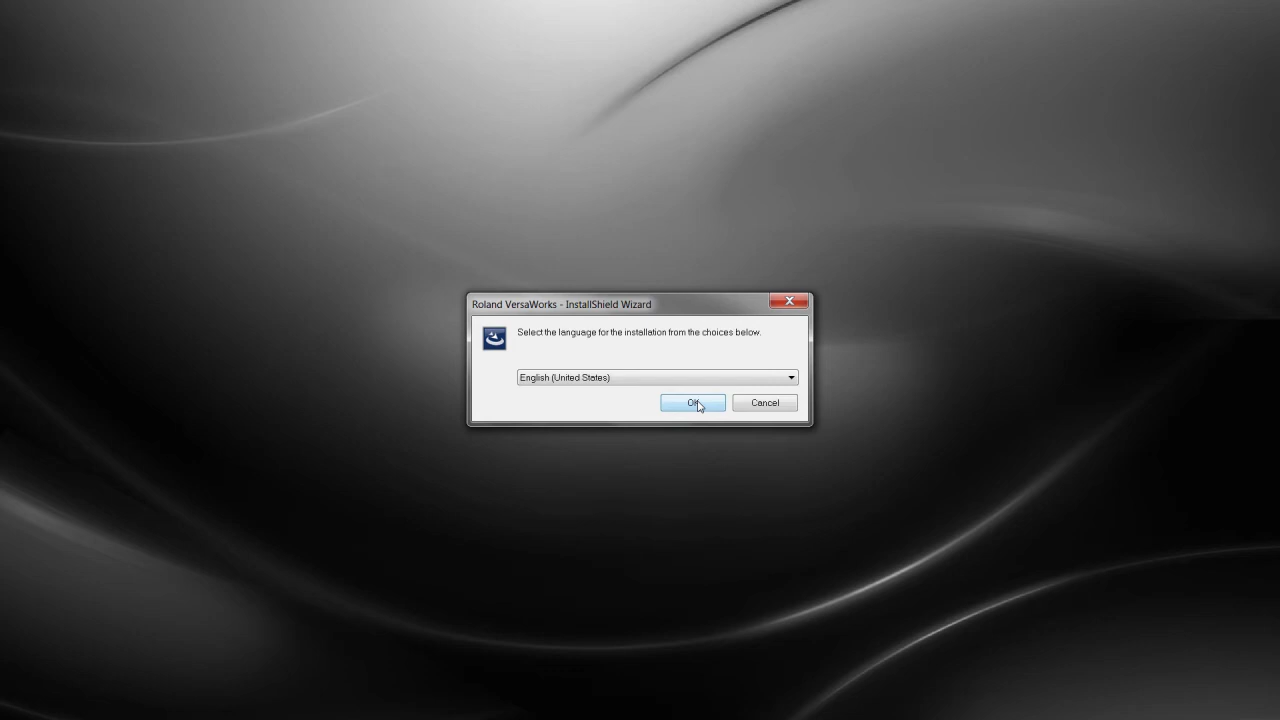 Roland VersaWorks - InstallShield Wizard
Select the language for the installation from the choices below.
English (United States)
OK
Cancel